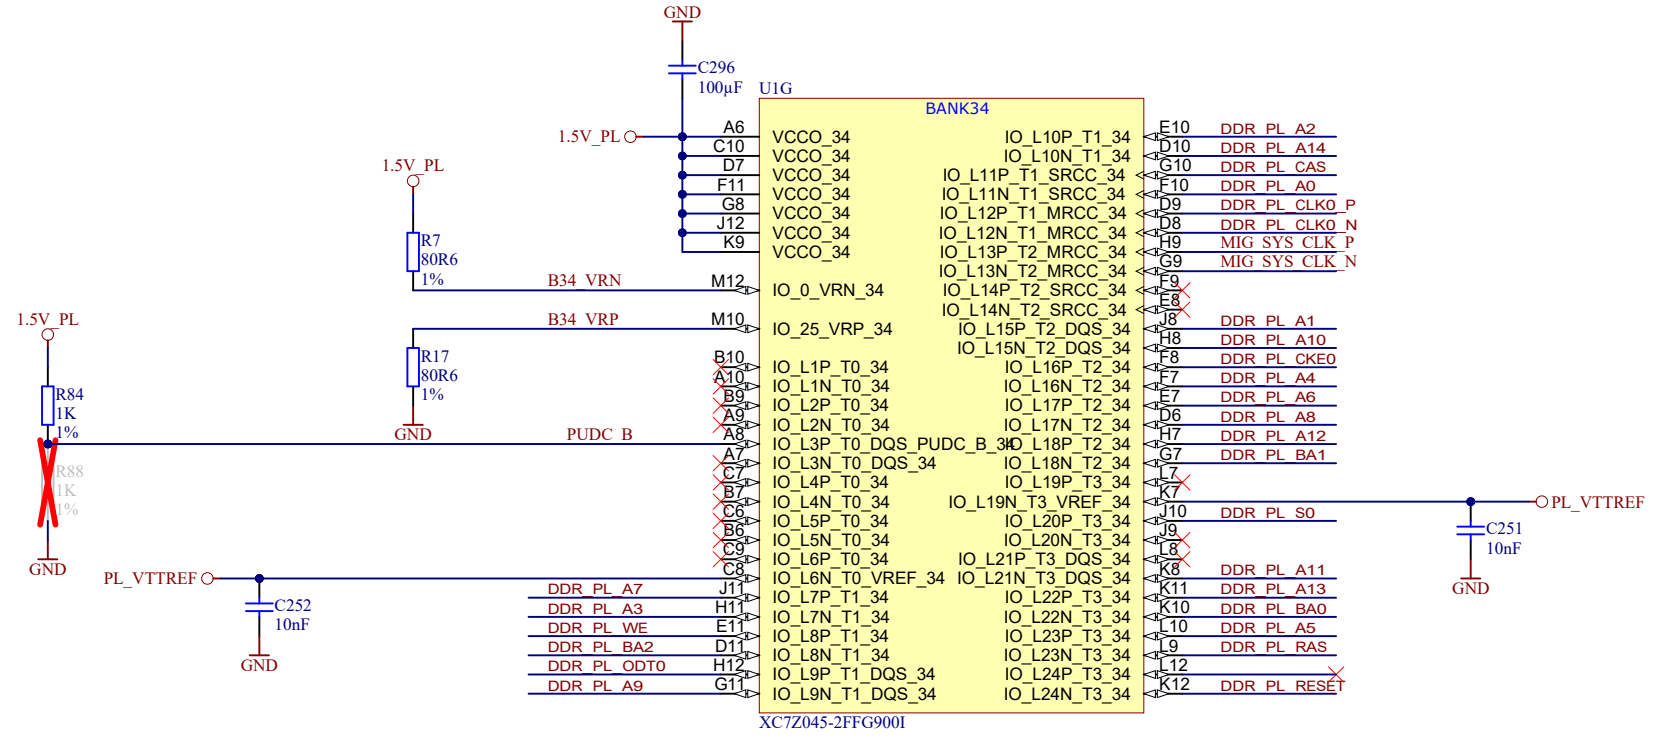 GND
C296
100µF
U1G
BANK34
1.5V_PL
A6 VCCO_34
C10 VCCO_34
D7 VCCO_34
F11 VCCO_34
G8 VCCO_34
J12 VCCO_34
K9 VCCO_34
1.5V_PL
R7
80R6
1%
B34_VRN M12 IO_0_VRN_34
B34_VRP M10 IO_25_VRP_34
R17
80R6
1%
GND
1.5V_PL
R84
1K
1%
PUDC_B
R88
1K
1%
GND
B10 IO_L1P_T0_34
A10 IO_L1N_T0_34
B9 IO_L2P_T0_34
A9 IO_L2N_T0_34
A8 IO_L3P_T0_DQS_PUDC_B_34
A7 IO_L3N_T0_DQS_34
C7 IO_L4P_T0_34
B7 IO_L4N_T0_34
C6 IO_L5P_T0_34
B6 IO_L5N_T0_34
C9 IO_L6P_T0_34
PL_VTTREF C8 IO_L6N_T0_VREF_34
C252
10nF
GND
DDR_PL_A7 J11 IO_L7P_T1_34
DDR_PL_A3 H11 IO_L7N_T1_34
DDR_PL_WE E11 IO_L8P_T1_34
DDR_PL_BA2 D11 IO_L8N_T1_34
DDR_PL_ODT0 H12 IO_L9P_T1_DQS_34
DDR_PL_A9 G11 IO_L9N_T1_DQS_34
IO_L10P_T1_34 E10 DDR_PL_A2
IO_L10N_T1_34 D10 DDR_PL_A14
IO_L11P_T1_SRCC_34 G10 DDR_PL_CAS
IO_L11N_T1_SRCC_34 F10 DDR_PL_A0
IO_L12P_T1_MRCC_34 D9 DDR_PL_CLK0_P
IO_L12N_T1_MRCC_34 D8 DDR_PL_CLK0_N
IO_L13P_T2_MRCC_34 H9 MIG_SYS_CLK_P
IO_L13N_T2_MRCC_34 G9 MIG_SYS_CLK_N
IO_L14P_T2_SRCC_34 F9
IO_L14N_T2_SRCC_34 E8
IO_L15P_T2_DQS_34 J8 DDR_PL_A1
IO_L15N_T2_DQS_34 H8 DDR_PL_A10
IO_L16P_T2_34 F8 DDR_PL_CKE0
IO_L16N_T2_34 F7 DDR_PL_A4
IO_L17P_T2_34 E7 DDR_PL_A6
IO_L17N_T2_34 D6 DDR_PL_A8
IO_L18P_T2_34 H7 DDR_PL_A12
IO_L18N_T2_34 G7 DDR_PL_BA1
IO_L19P_T3_34 L7
IO_L19N_T3_VREF_34 K7 PL_VTTREF
IO_L20P_T3_34 J10 DDR_PL_S0
IO_L20N_T3_34 J9
IO_L21P_T3_DQS_34 L8
IO_L21N_T3_DQS_34 K8 DDR_PL_A11
IO_L22P_T3_34 K11 DDR_PL_A13
IO_L22N_T3_34 K10 DDR_PL_BA0
IO_L23P_T3_34 L10 DDR_PL_A5
IO_L23N_T3_34 L9 DDR_PL_RAS
IO_L24P_T3_34 L12
IO_L24N_T3_34 K12 DDR_PL_RESET
C251
10nF
GND
XC7Z045-2FFG900I